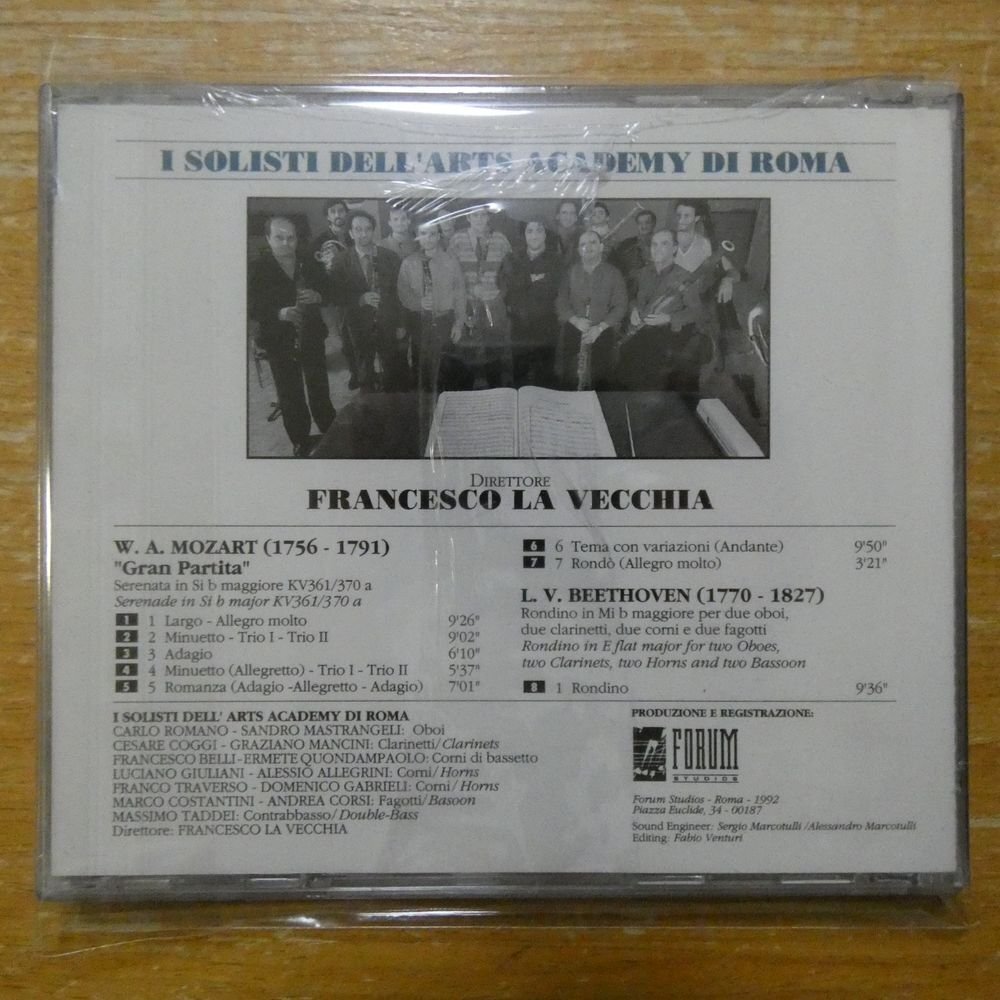 I SOLISTI DELL'ARTS ACADEMY DI ROMA
DIRETTORE
FRANCESCO LA VECCHIA
W. A. MOZART (1756 - 1791)
"Gran Partita"
Serenata in Si b maggiore KV361/370 a
Serenade in Si b major KV361/370 a
1 1 Largo - Allegro molto 9'26"
2 2 Minuetto - Trio I - Trio II 9'02"
3 3 Adagio 6'10"
4 4 Minuetto (Allegretto) - Trio I - Trio II 5'37"
5 5 Romanza (Adagio -Allegretto - Adagio) 7'01"
6 6 Tema con variazioni (Andante) 9'50"
7 7 Rondò (Allegro molto) 3'21"
L. V. BEETHOVEN (1770 - 1827)
Rondino in Mi b maggiore per due oboi,
due clarinetti, due corni e due fagotti
Rondino in E flat major for two Oboes,
two Clarinets, two Horns and two Bassoon
8 1 Rondino 9'36"
I SOLISTI DELL' ARTS ACADEMY DI ROMA
CARLO ROMANO - SANDRO MASTRANGELI: Oboi
CESARE COGGI - GRAZIANO MANCINI: Clarinetti/Clarinets
FRANCESCO BELLI-ERMETE QUONDAMPAOLO: Corni di bassetto
LUCIANO GIULIANI - ALESSIO ALLEGRINI: Corni/Horns
FRANCO TRAVERSO - DOMENICO GABRIELI: Corni/Horns
MARCO COSTANTINI - ANDREA CORSI: Fagotti/Basoon
MASSIMO TADDEI: Contrabbasso/Double-Bass
Direttore: FRANCESCO LA VECCHIA
PRODUZIONE E REGISTRAZIONE:
FORUM
STUDIOS
Forum Studios - Roma - 1992
Piazza Euclide, 34 - 00187
Sound Engineer: Sergio Marcotulli /Alessandro Marcotulli
Editing: Fabio Venturi